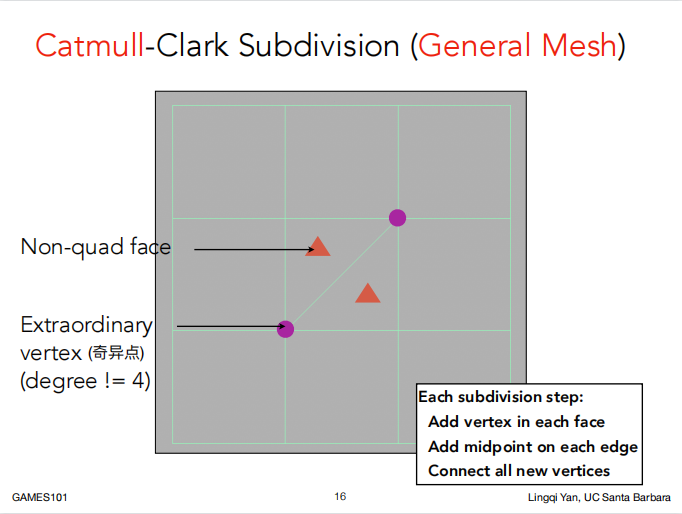 Catmull-Clark Subdivision (General Mesh)
Non-quad face
Extraordinary
vertex (奇异点)
(degree != 4)
Each subdivision step:
Add vertex in each face
Add midpoint on each edge
Connect all new vertices
GAMES101
16
Lingqi Yan, UC Santa Barbara